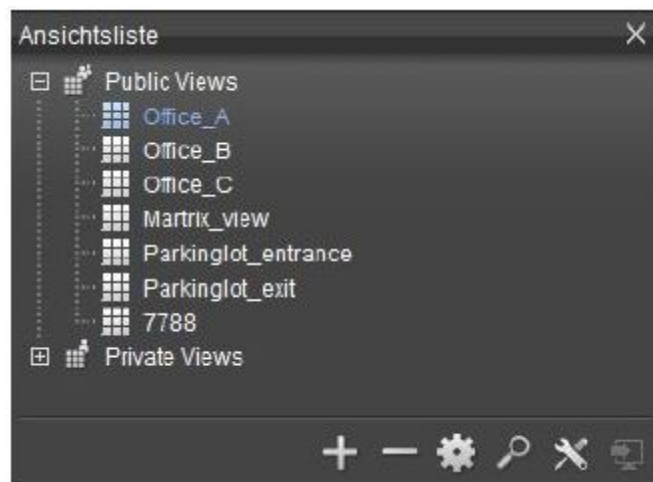 Ansichtsliste
Public Views
Office_A
Office_B
Office_C
Martrix_view
Parkinglot_entrance
Parkinglot_exit
7788
Private Views